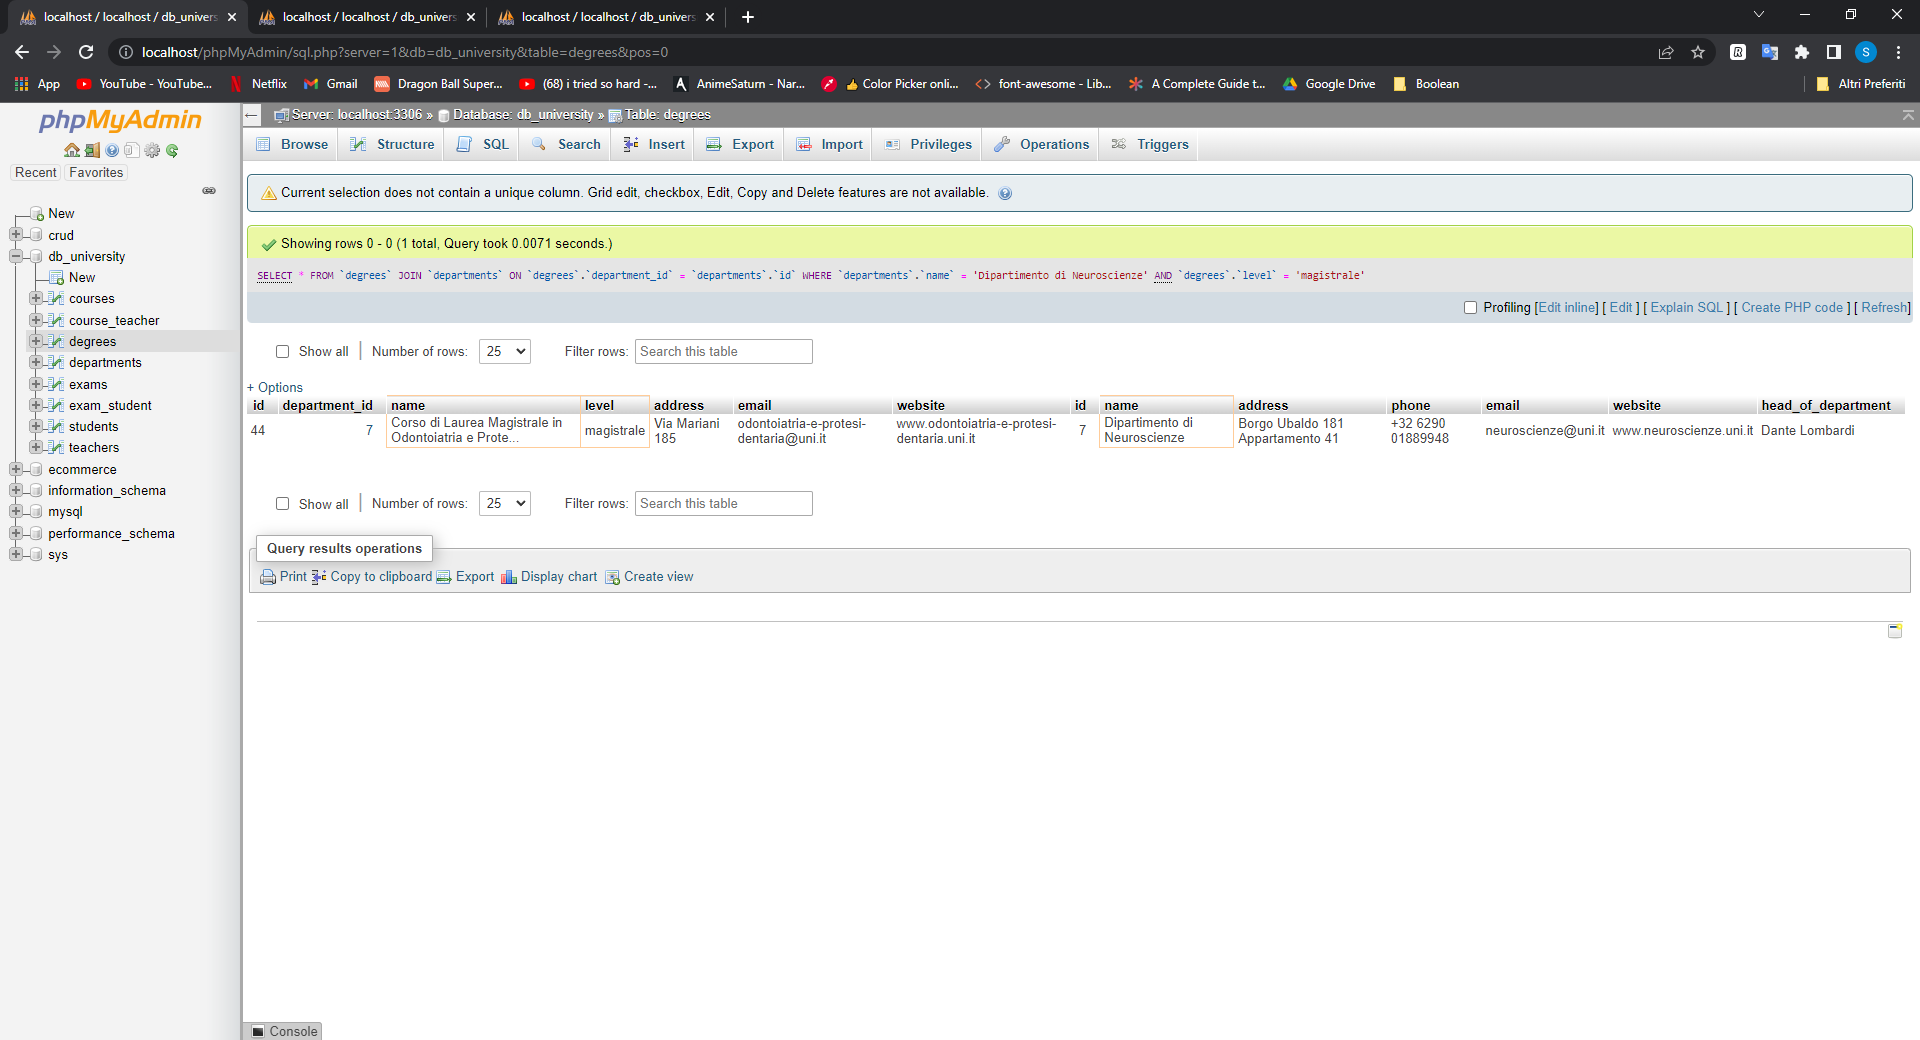 localhost / localhost / db_univers
localhost / localhost / db_univers
localhost / localhost / db_univers
localhost/phpMyAdmin/sql.php?server=1&db=db_university&table=degrees&pos=0
S
App
YouTube - YouTube...
Netflix
Gmail
Dragon Ball Super...
(68) i tried so hard -...
AnimeSaturn - Nar...
Color Picker onli...
font-awesome - Lib...
A Complete Guide t...
Google Drive
Boolean
Altri Preferiti
phpMyAdmin
Recent
Favorites
New
crud
db_university
New
courses
course_teacher
degrees
departments
exams
exam_student
students
teachers
ecommerce
information_schema
mysql
performance_schema
sys
Server: localhost:3306 » Database: db_university » Table: degrees
Browse
Structure
SQL
Search
Insert
Export
Import
Privileges
Operations
Triggers
Current selection does not contain a unique column. Grid edit, checkbox, Edit, Copy and Delete features are not available.
Showing rows 0 - 0 (1 total, Query took 0.0071 seconds.)
SELECT * FROM `degrees` JOIN `departments` ON `degrees`.`department_id` = `departments`.`id` WHERE `departments`.`name` = 'Dipartimento di Neuroscienze' AND `degrees`.`level` = 'magistrale'
Profiling [Edit inline] [ Edit ] [ Explain SQL ] [ Create PHP code ] [ Refresh]
Show all
Number of rows:
25
Filter rows:
Search this table
+ Options
id department_id name level address email website id name address phone email website head_of_department
44 7 Corso di Laurea Magistrale in Odontoiatria e Prote... magistrale Via Mariani 185 odontoiatria-e-protesi-dentaria@uni.it www.odontoiatria-e-protesi-dentaria.uni.it 7 Dipartimento di Neuroscienze Borgo Ubaldo 181 Appartamento 41 +32 6290 01889948 neuroscienze@uni.it www.neuroscienze.uni.it Dante Lombardi
Show all
Number of rows:
25
Filter rows:
Search this table
Query results operations
Print
Copy to clipboard
Export
Display chart
Create view
Console